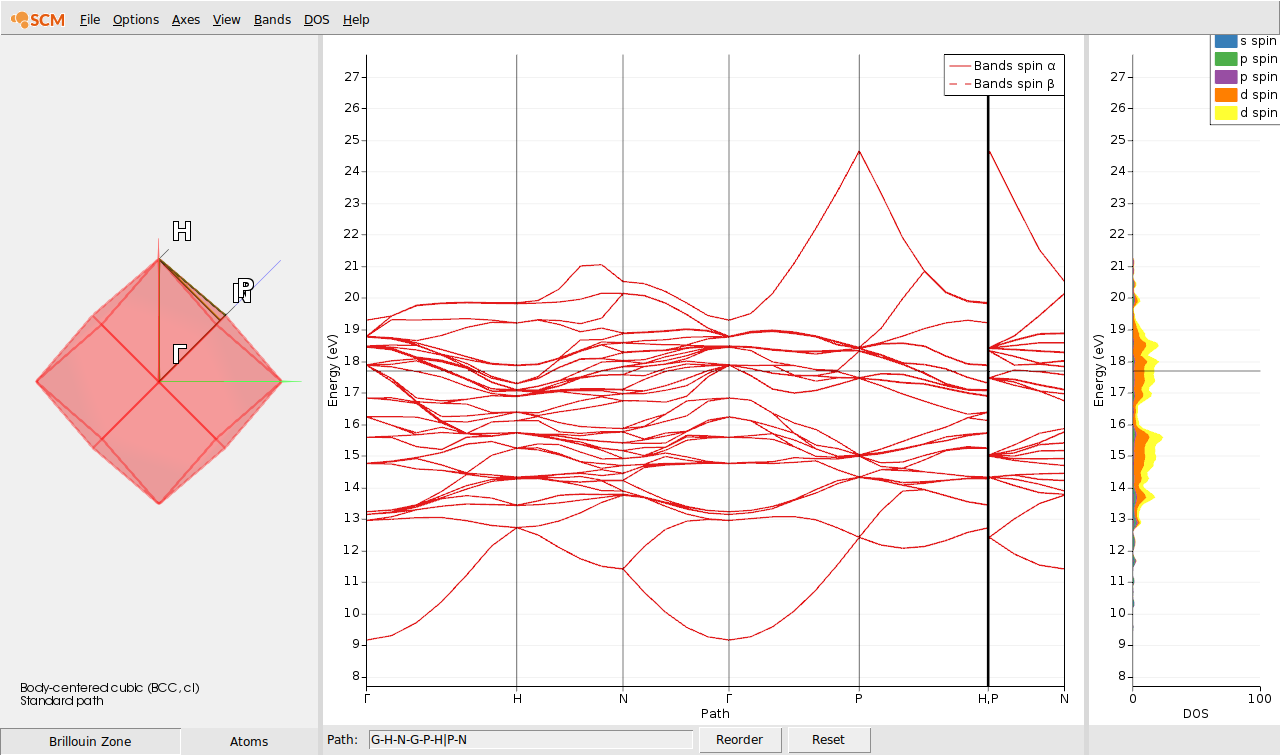 SCM File Options Axes View Bands DOS Help
H
P
Γ
Body-centered cubic (BCC, cI)
Standard path
Brillouin Zone Atoms
Bands spin α
Bands spin β
27
26
25
24
23
22
21
20
19
18
17
16
15
14
13
12
11
10
9
8
Energy (eV)
Γ H N Γ P H,P N
Path
Path: G-H-N-G-P-H|P-N Reorder Reset
s spin
p spin
p spin
d spin
d spin
27
26
25
24
23
22
21
20
19
18
17
16
15
14
13
12
11
10
9
8
Energy (eV)
0 100
DOS